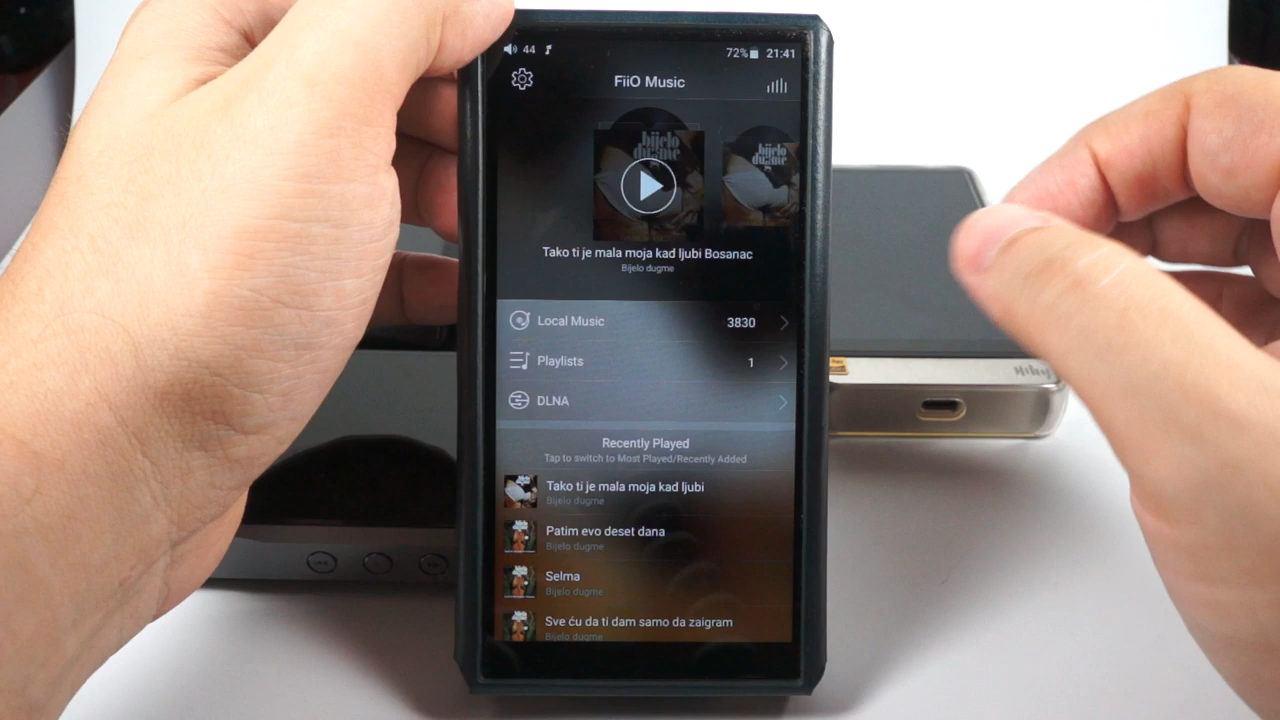 44
72% 21:41
FiiO Music
bijelo
dugme
bijelo
dugme
Tako ti je mala moja kad ljubi Bosanac
Bijelo dugme
Local Music 3830
Playlists 1
DLNA
Recently Played
Tap to switch to Most Played/Recently Added
Tako ti je mala moja kad ljubi
Bijelo dugme
Patim evo deset dana
Bijelo dugme
Selma
Bijelo dugme
Sve ću da ti dam samo da zaigram
Bijelo dugme
HiBy